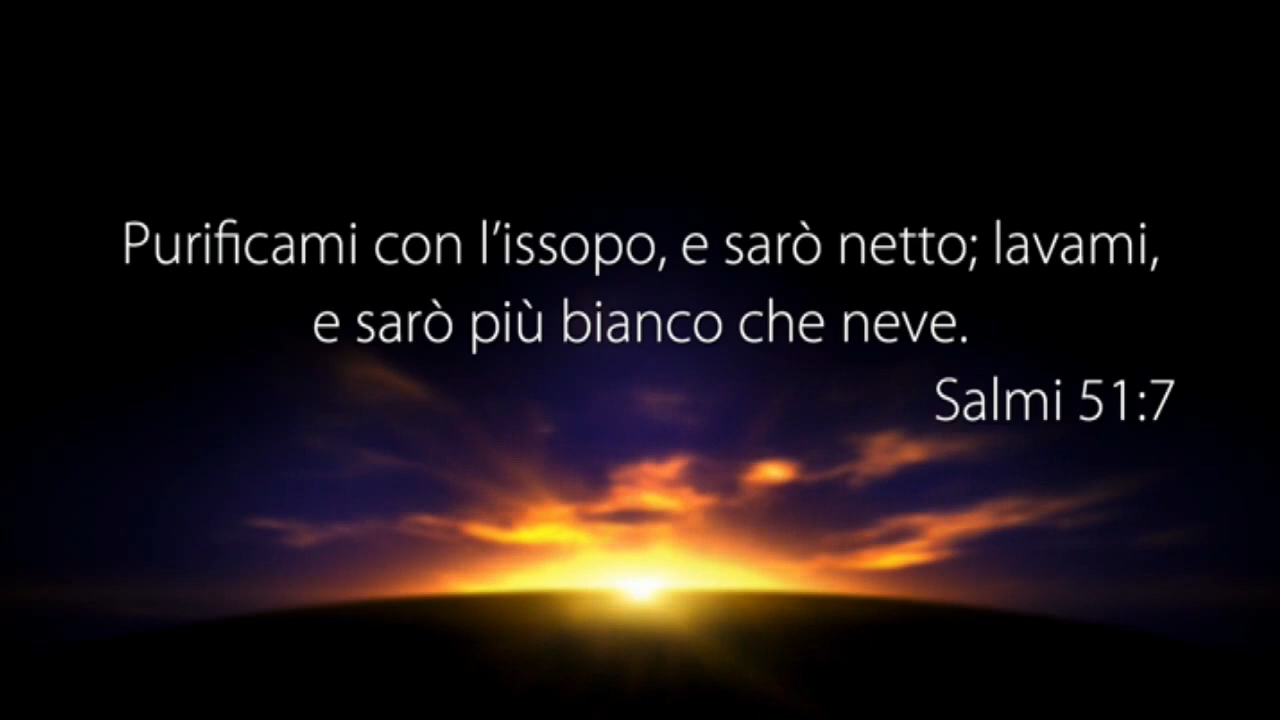 Purificami con l’issopo, e sarò netto; lavami,
e sarò più bianco che neve.
Salmi 51:7